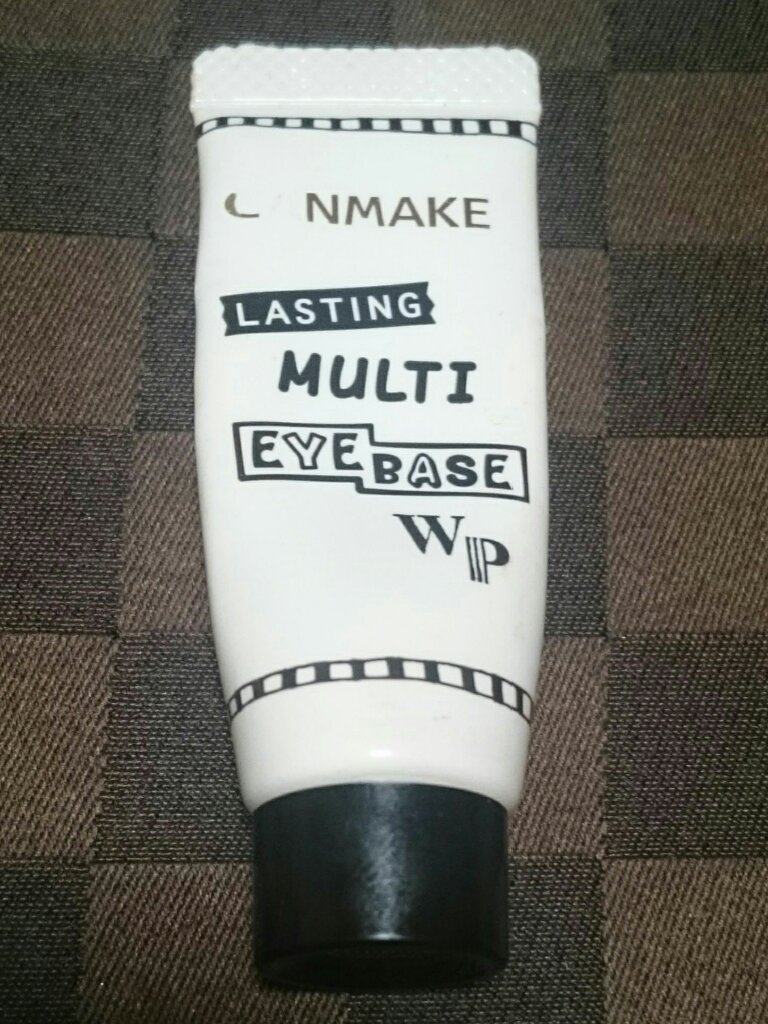 C NMAKE
LASTING
MULTI
EYE BASE
WP